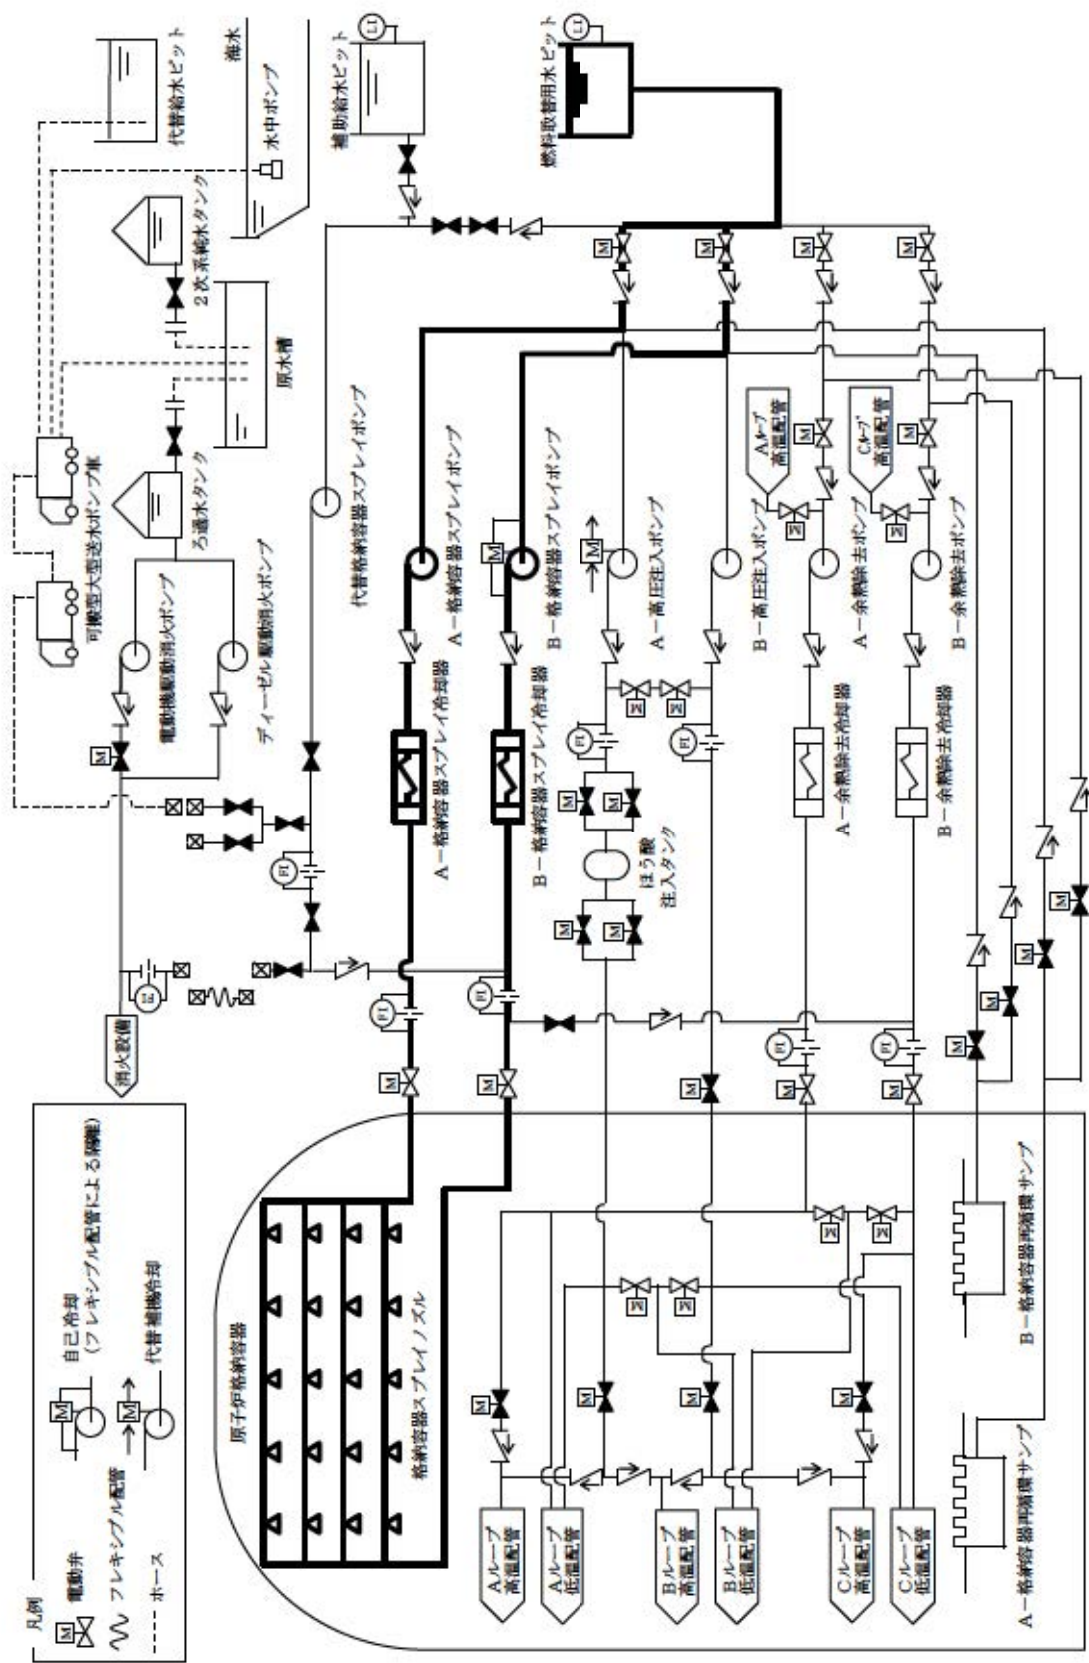 凡例
M
電動弁
フレキシブル配管
ホース
M
自己冷却
(フレキシブル配管による隔離)
M
代替補機冷却
代替給水ピット
海水
水中ポンプ
2次系純水タンク
原水槽
可搬型大型送水ポンプ車
ろ過水タンク
電動機駆動消火ポンプ
ディーゼル駆動消火ポンプ
M
消火設備
FI
FI
補助給水ピット
LI
燃料取替用水ピット
LI
代替格納容器スプレイポンプ
M
M
M
M
A-格納容器スプレイポンプ
A-格納容器スプレイ冷却器
M
B-格納容器スプレイポンプ
B-格納容器スプレイ冷却器
M
A-高圧注入ポンプ
B-高圧注入ポンプ
Aループ
高温配管
M
M
A-余熱除去ポンプ
A-余熱除去冷却器
Cループ
高温配管
M
M
B-余熱除去ポンプ
B-余熱除去冷却器
M
M
FI
FI
M
M
ほう酸
注入タンク
M
M
FI
FI
M
M
M
FI
FI
M
M
M
M
M
M
原子炉格納容器
格納容器スプレイノズル
M
M
M
M
M
M
M
M
Aループ
高温配管
Aループ
低温配管
Bループ
高温配管
Bループ
低温配管
Cループ
高温配管
Cループ
低温配管
B-格納容器再循環サンプ
A-格納容器再循環サンプ